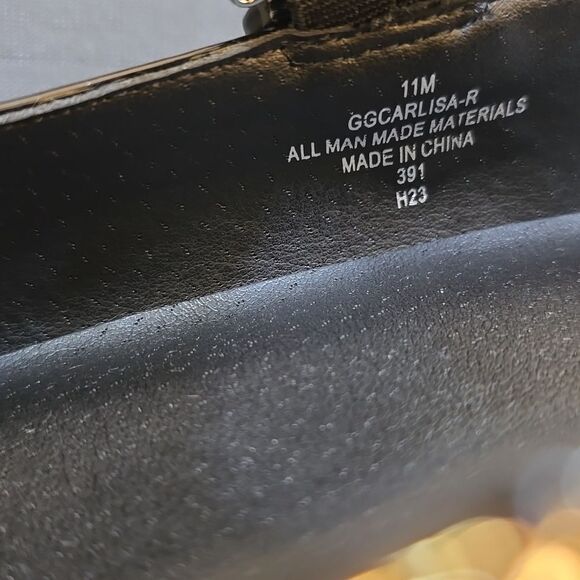 11M
GGCARLISA-R
ALL MAN MADE MATERIALS
MADE IN CHINA
391
H23